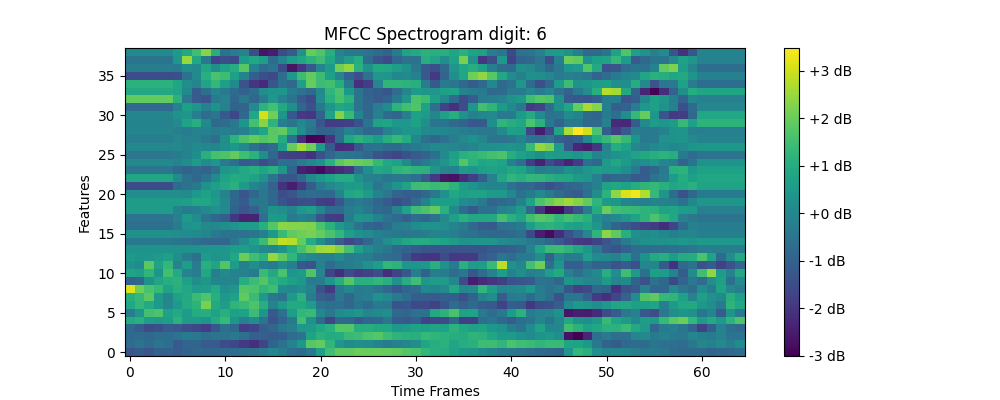 MFCC Spectrogram digit: 6
Features
35
30
25
20
15
10
5
0
0 10 20 30 40 50 60
Time Frames
+3 dB
+2 dB
+1 dB
+0 dB
-1 dB
-2 dB
-3 dB